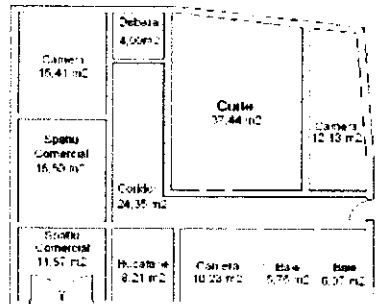 Debara
4,00m2
Camera
15,41 m2
Curte
37,44 m2
Camera
12,13 m2
Spatiu
Comercial
15,50 m2
Coridor
24,35 m2
Spatiu
Comercial
11,57 m2
Bucatarie
8,21 m2
Camera
10,23 m2
Baie
5,75 m2
Baie
6,07 m2